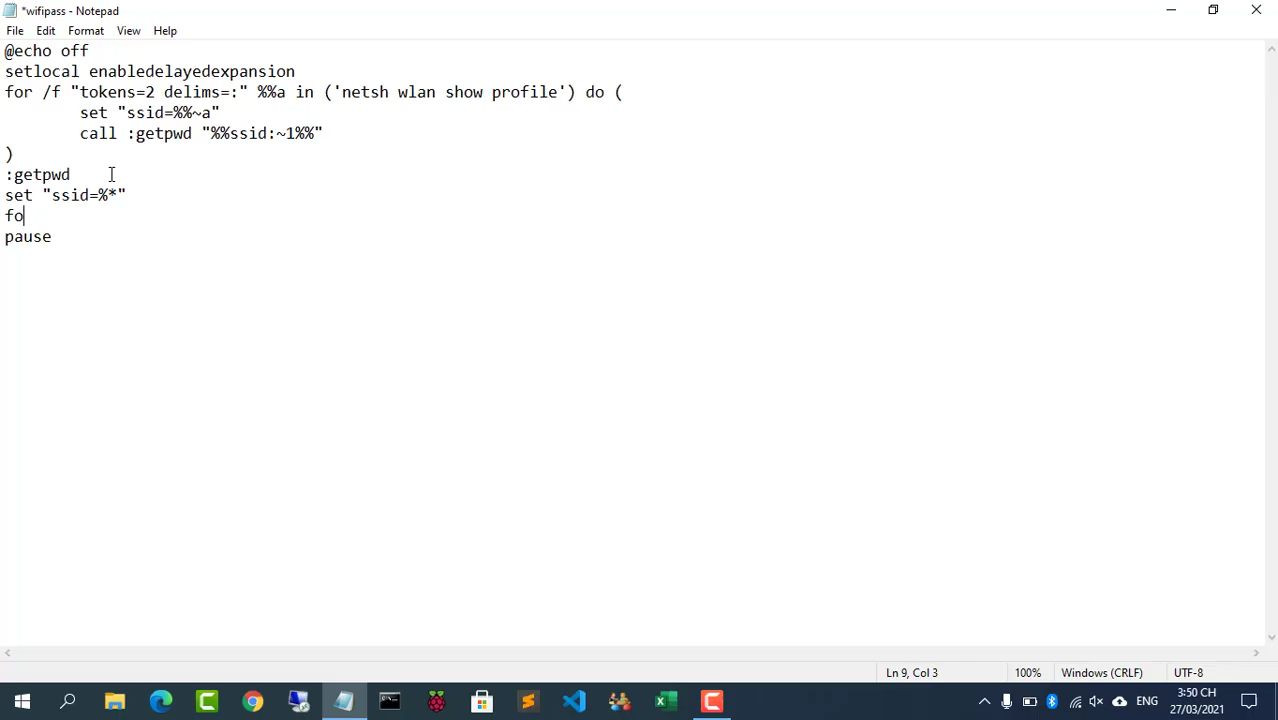 *wifipass - Notepad
File Edit Format View Help
@echo off
setlocal enabledelayedexpansion
for /f "tokens=2 delims=:" %%a in ('netsh wlan show profile') do (
set "ssid=%%~a"
call :getpwd "%%ssid:~1%%"
)
:getpwd
set "ssid=%*"
fo
pause
Ln 9, Col 3 100% Windows (CRLF) UTF-8
ENG 3:50 CH
27/03/2021